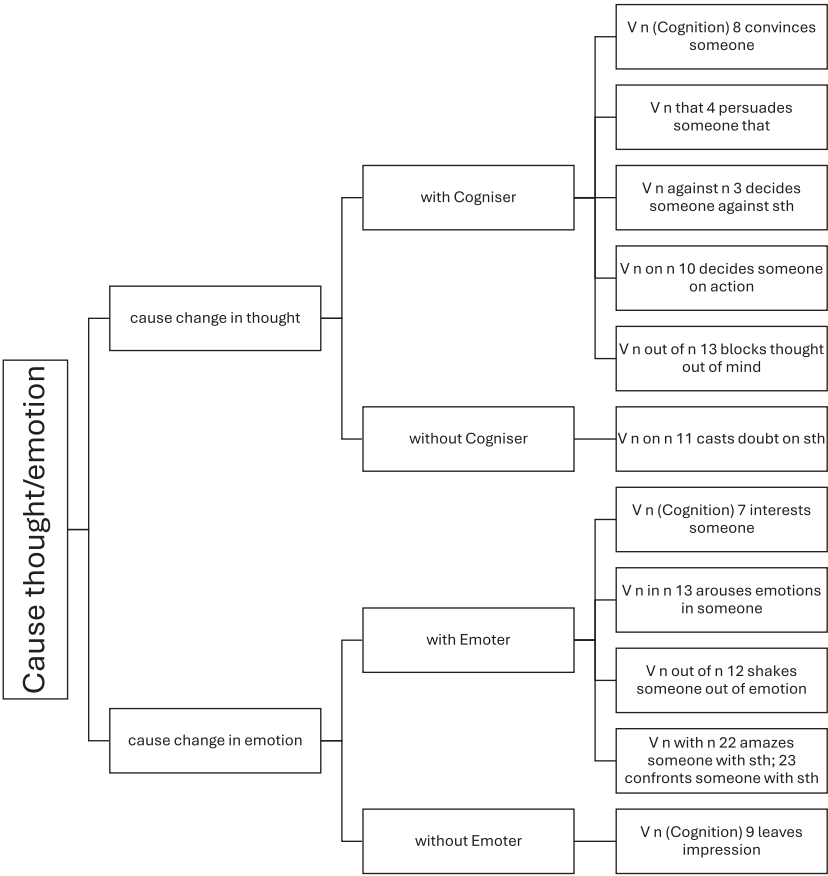 Cause thought/emotion
cause change in thought
with Cogniser
V n (Cognition) 8 convinces
someone
V n that 4 persuades
someone that
V n against n 3 decides
someone against sth
V n on n 10 decides someone
on action
V n out of n 13 blocks thought
out of mind
without Cogniser
V n on n 11 casts doubt on sth
cause change in emotion
with Emoter
V n (Cognition) 7 interests
someone
V n in n 13 arouses emotions
in someone
V n out of n 12 shakes
someone out of emotion
V n with n 22 amazes
someone with sth; 23
confronts someone with sth
without Emoter
V n (Cognition) 9 leaves
impression